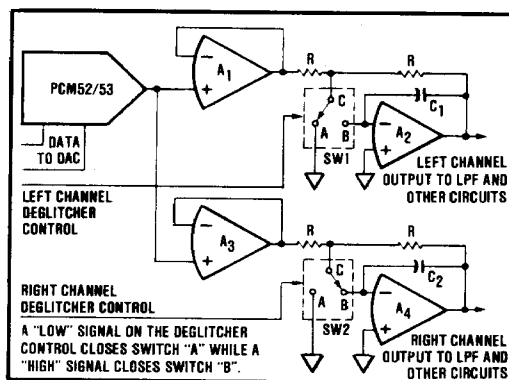 PCM52/53
DATA
TO DAC
−
+
A1
R
R
C
A
B
SW1
C1
−
+
A2
LEFT CHANNEL
OUTPUT TO LPF AND
OTHER CIRCUITS
LEFT CHANNEL
DEGLITCHER
CONTROL
−
+
A3
R
R
C
A
B
SW2
C2
−
+
A4
RIGHT CHANNEL
OUTPUT TO LPF AND
OTHER CIRCUITS
RIGHT CHANNEL
DEGLITCHER CONTROL
A "LOW" SIGNAL ON THE DEGLITCHER
CONTROL CLOSES SWITCH "A" WHILE A
"HIGH" SIGNAL CLOSES SWITCH "B".